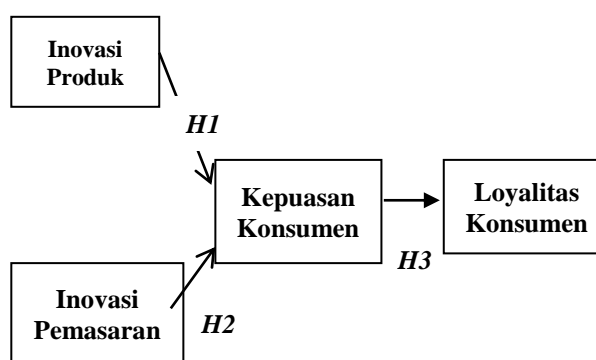 Inovasi
Produk
H1
Kepuasan
Konsumen
Loyalitas
Konsumen
H3
Inovasi
Pemasaran
H2